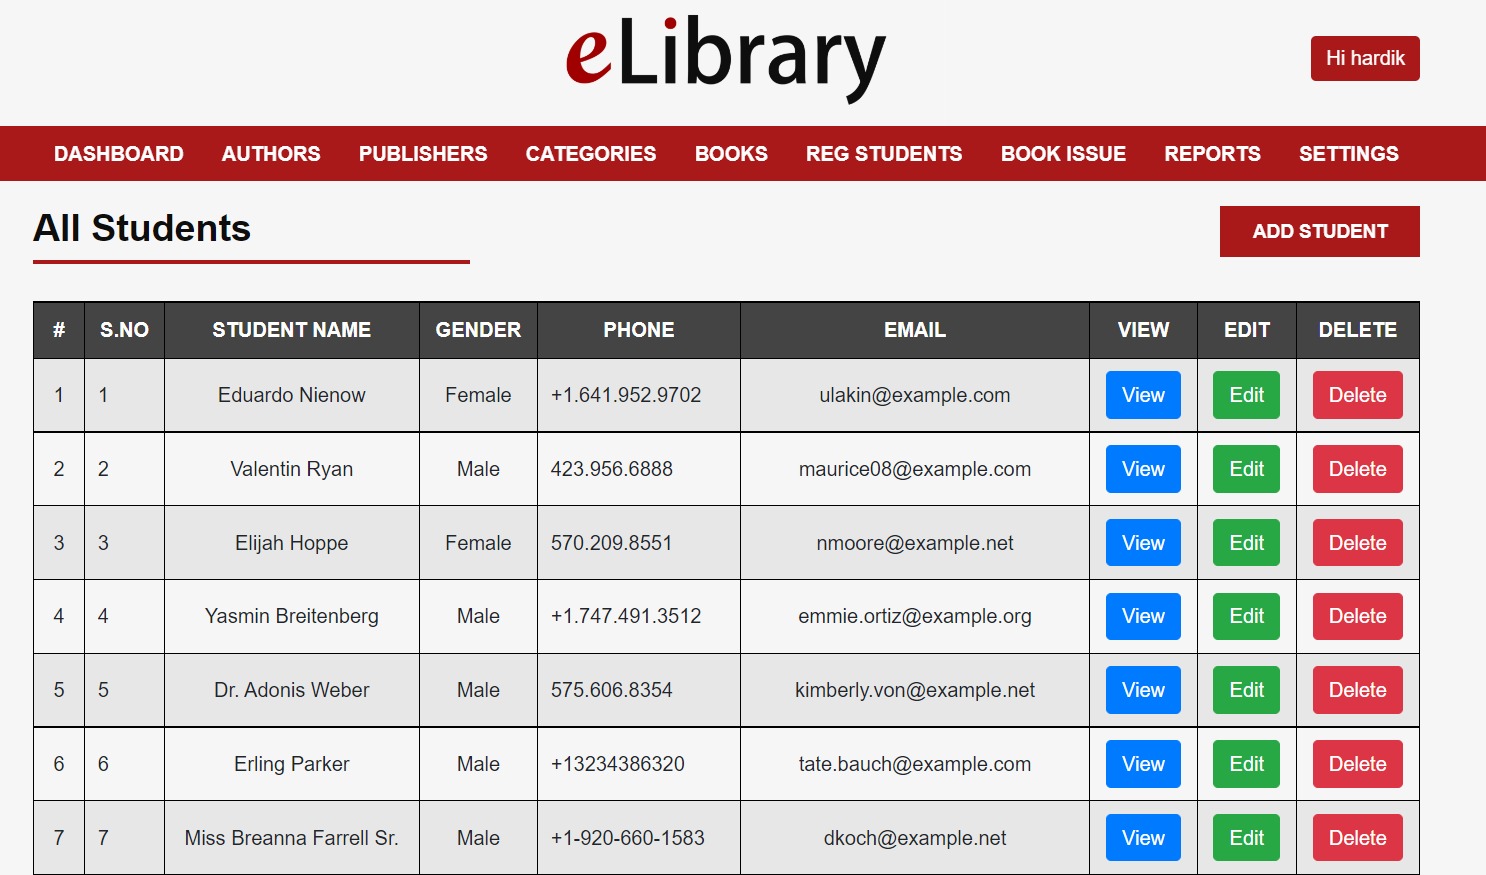 eLibrary
Hi hardik
DASHBOARD AUTHORS PUBLISHERS CATEGORIES BOOKS REG STUDENTS BOOK ISSUE REPORTS SETTINGS
All Students
ADD STUDENT
# S.NO STUDENT NAME GENDER PHONE EMAIL VIEW EDIT DELETE
1 1 Eduardo Nienow Female +1.641.952.9702 ulakin@example.com View Edit Delete
2 2 Valentin Ryan Male 423.956.6888 maurice08@example.com View Edit Delete
3 3 Elijah Hoppe Female 570.209.8551 nmoore@example.net View Edit Delete
4 4 Yasmin Breitenberg Male +1.747.491.3512 emmie.ortiz@example.org View Edit Delete
5 5 Dr. Adonis Weber Male 575.606.8354 kimberly.von@example.net View Edit Delete
6 6 Erling Parker Male +13234386320 tate.bauch@example.com View Edit Delete
7 7 Miss Breanna Farrell Sr. Male +1-920-660-1583 dkoch@example.net View Edit Delete